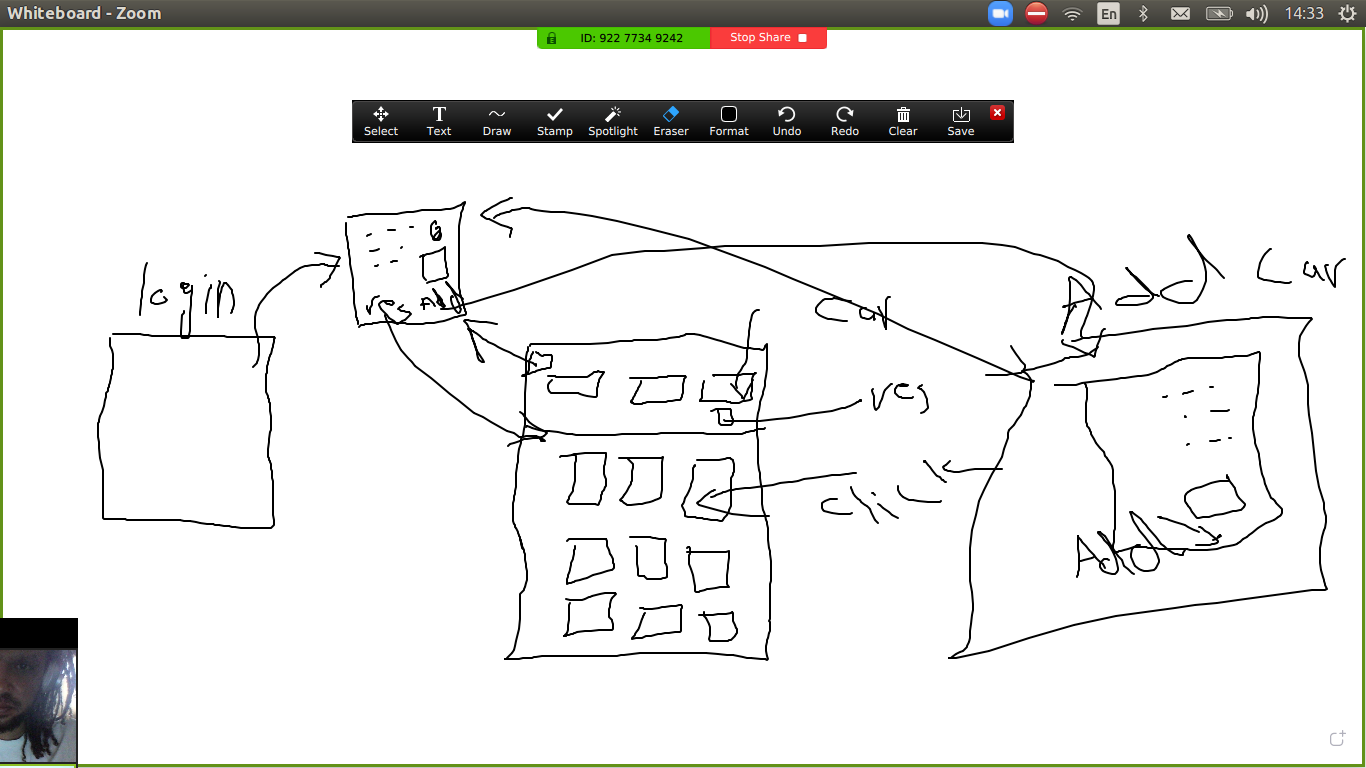 Whiteboard - Zoom
En
14:33
ID: 922 7734 9242
Stop Share
Select Text Draw Stamp Spotlight Eraser Format Undo Redo Clear Save
login
res Add
Car
res
click
Add Car
Add